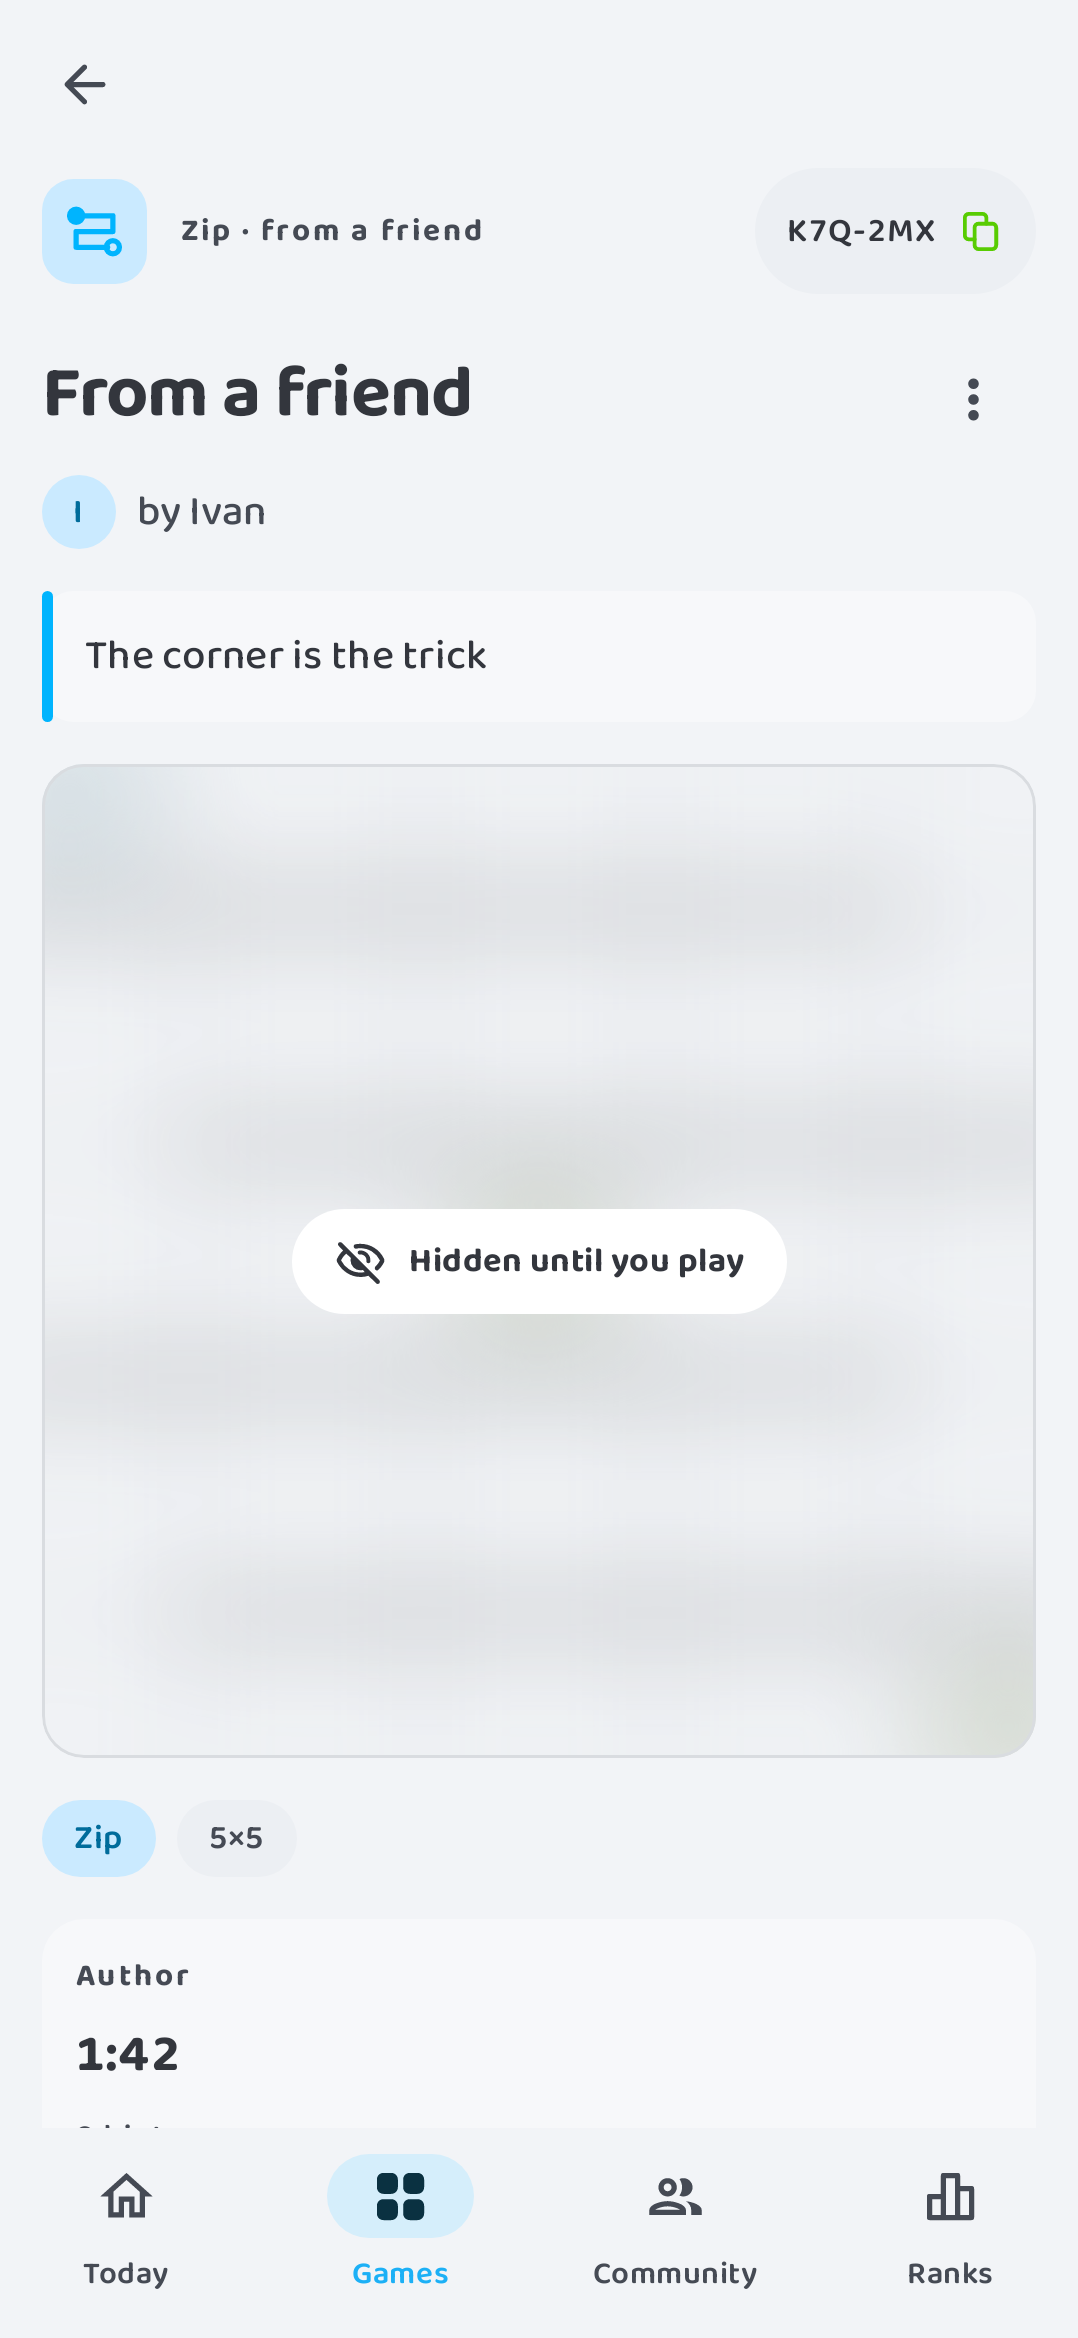 Zip · from a friend
K7Q-2MX
From a friend
I
by Ivan
The corner is the trick
Hidden until you play
Zip
5×5
Author
1:42
Today
Games
Community
Ranks